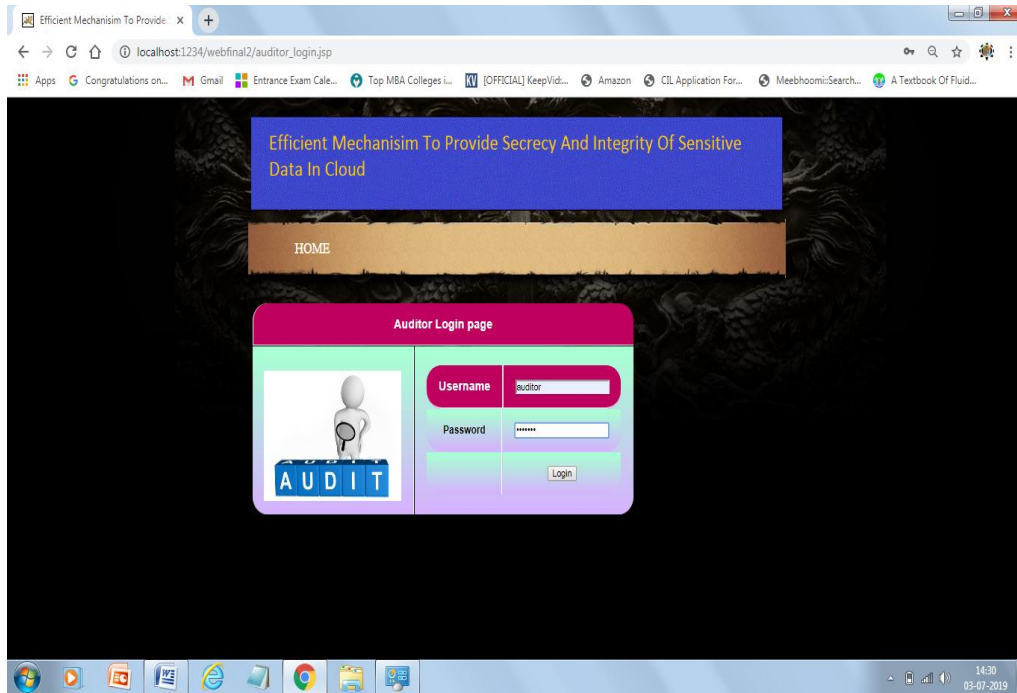 Efficient Mechanisim To Provide
localhost:1234/webfinal2/auditor_login.jsp
Apps G Congratulations on... M Gmail Entrance Exam Cale... Top MBA Colleges i... KV [OFFICIAL] KeepVid:... Amazon CIL Application For... Meebhoomi::Search... A Textbook Of Fluid...
Efficient Mechanisim To Provide Secrecy And Integrity Of Sensitive
Data In Cloud
HOME
Auditor Login page
Username auditor
Password
Login
AUDIT
AUDIT
14:30
03-07-2019